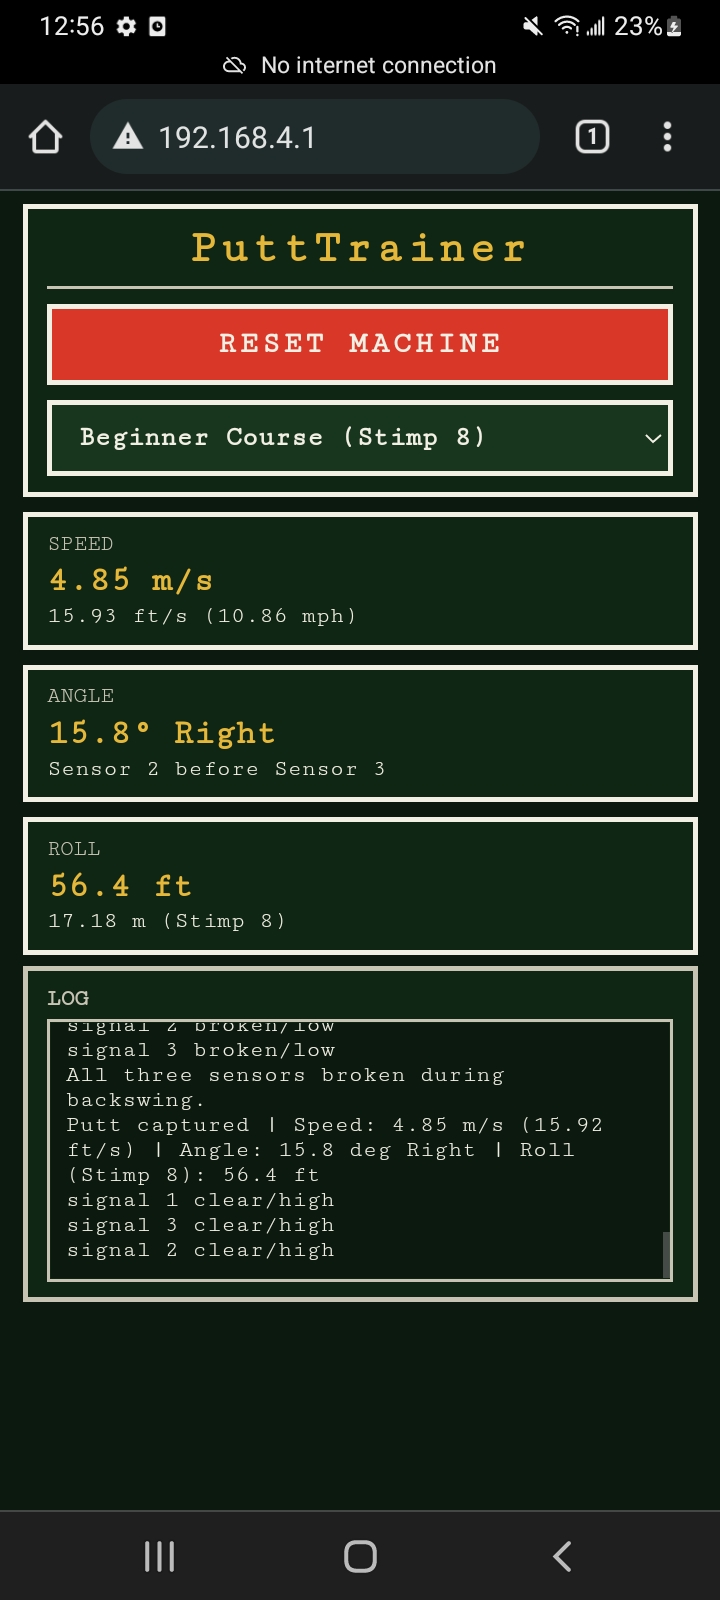 12:56
23%
No internet connection
192.168.4.1
1
PuttTrainer
RESET MACHINE
Beginner Course (Stimp 8)
SPEED
4.85 m/s
15.93 ft/s (10.86 mph)
ANGLE
15.8° Right
Sensor 2 before Sensor 3
ROLL
56.4 ft
17.18 m (Stimp 8)
LOG
signal 2 broken/low
signal 3 broken/low
All three sensors broken during
backswing.
Putt captured | Speed: 4.85 m/s (15.92
ft/s) | Angle: 15.8 deg Right | Roll
(Stimp 8): 56.4 ft
signal 1 clear/high
signal 3 clear/high
signal 2 clear/high